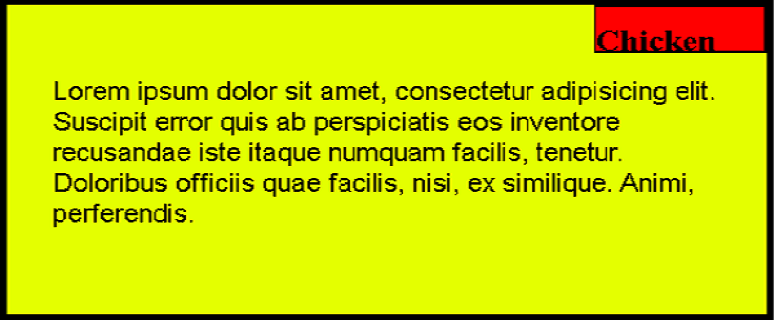 Chicken
Lorem ipsum dolor sit amet, consectetur adipisicing elit.
Suscipit error quis ab perspiciatis eos inventore
recusandae iste itaque numquam facilis, tenetur.
Doloribus officiis quae facilis, nisi, ex similique. Animi,
perferendis.